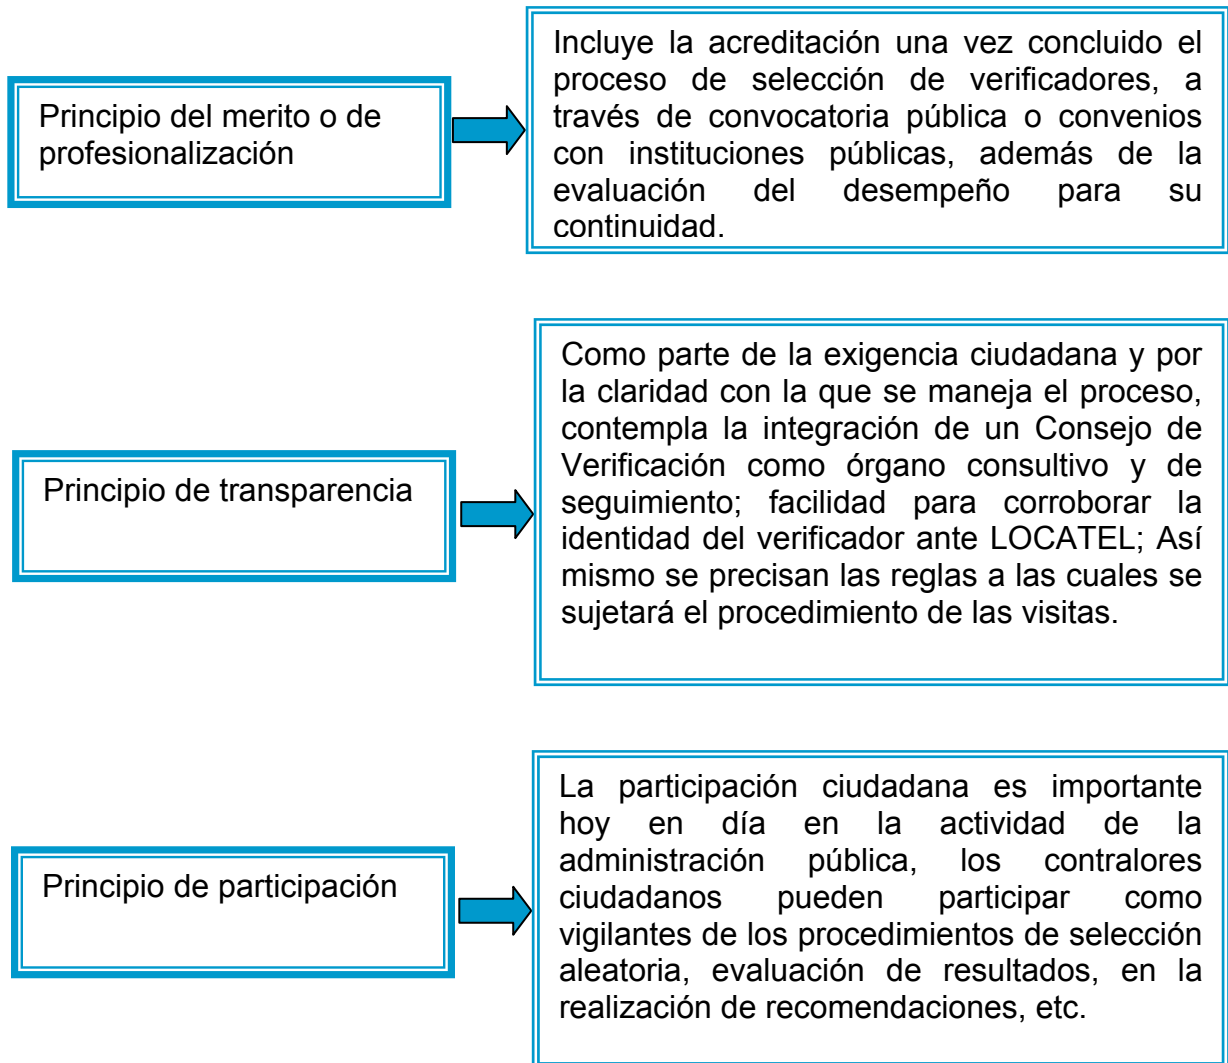 Principio del merito o de
profesionalización
Incluye la acreditación una vez concluido el
proceso de selección de verificadores, a
través de convocatoria pública o convenios
con instituciones públicas, además de la
evaluación del desempeño para su
continuidad.
Principio de transparencia
Como parte de la exigencia ciudadana y por
la claridad con la que se maneja el proceso,
contempla la integración de un Consejo de
Verificación como órgano consultivo y de
seguimiento; facilidad para corroborar la
identidad del verificador ante LOCATEL; Así
mismo se precisan las reglas a las cuales se
sujetará el procedimiento de las visitas.
Principio de participación
La participación ciudadana es importante
hoy en día en la actividad de la
administración pública, los contralores
ciudadanos pueden participar como
vigilantes de los procedimientos de selección
aleatoria, evaluación de resultados, en la
realización de recomendaciones, etc.